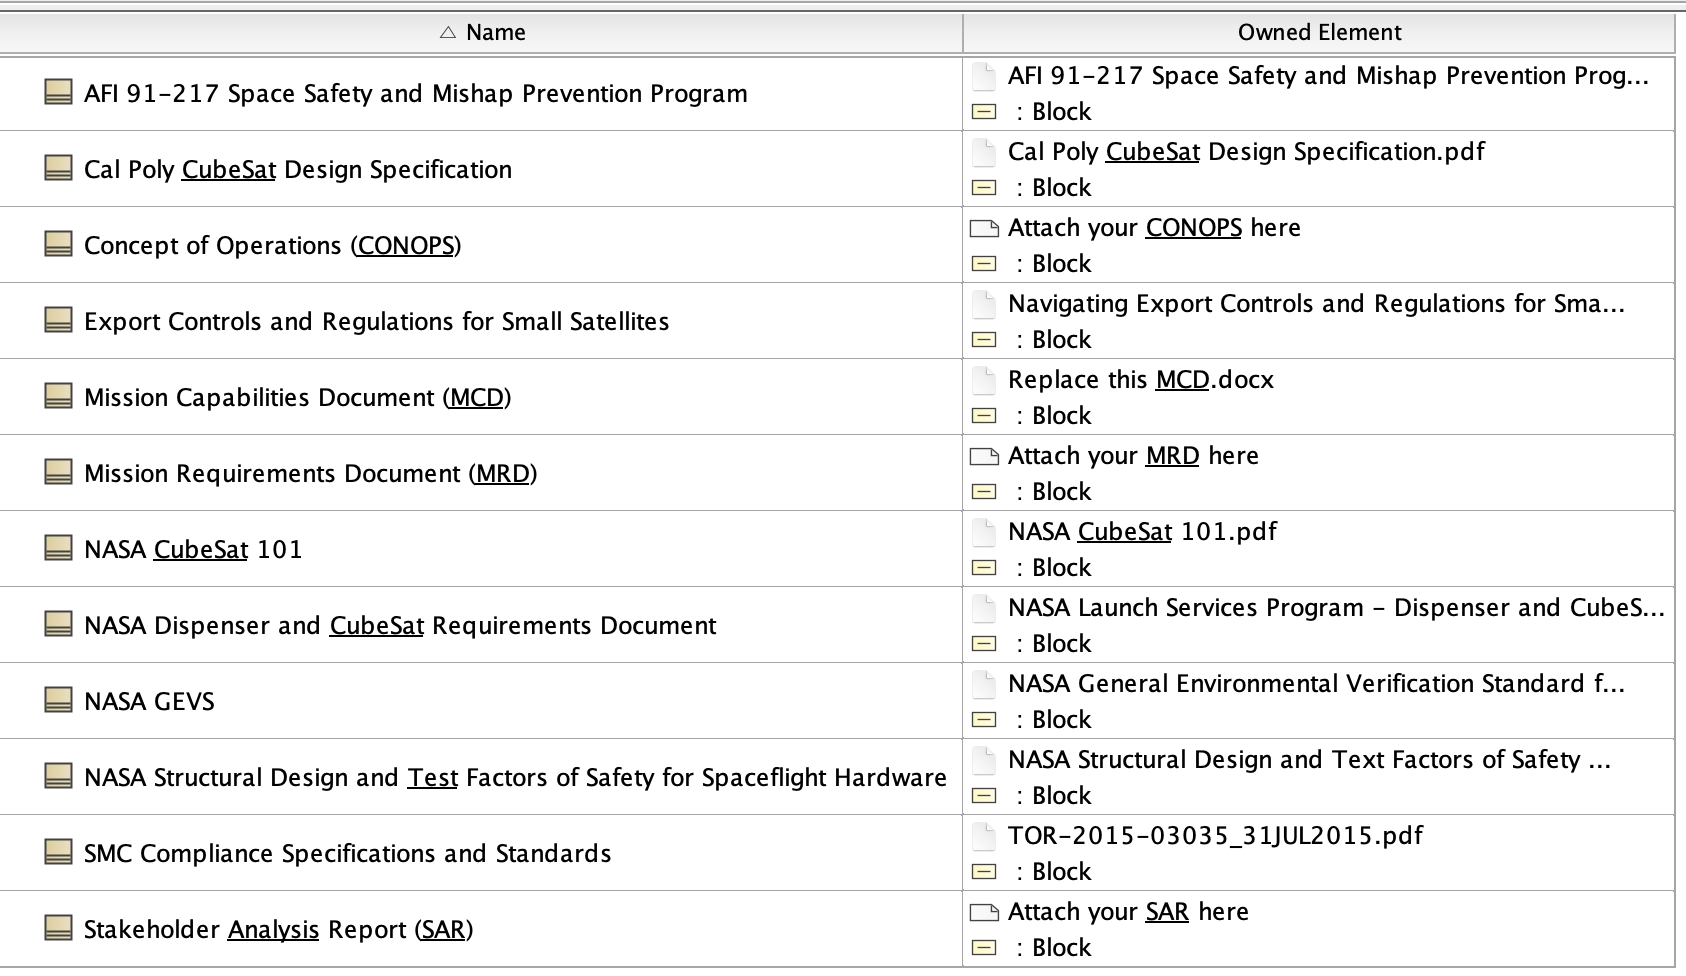 Name Owned Element
AFI 91-217 Space Safety and Mishap Prevention Program
AFI 91-217 Space Safety and Mishap Prevention Prog...
: Block
Cal Poly CubeSat Design Specification
Cal Poly CubeSat Design Specification.pdf
: Block
Concept of Operations (CONOPS)
Attach your CONOPS here
: Block
Export Controls and Regulations for Small Satellites
Navigating Export Controls and Regulations for Sma...
: Block
Mission Capabilities Document (MCD)
Replace this MCD.docx
: Block
Mission Requirements Document (MRD)
Attach your MRD here
: Block
NASA CubeSat 101
NASA CubeSat 101.pdf
: Block
NASA Dispenser and CubeSat Requirements Document
NASA Launch Services Program - Dispenser and CubeS...
: Block
NASA GEVS
NASA General Environmental Verification Standard f...
: Block
NASA Structural Design and Test Factors of Safety for Spaceflight Hardware
NASA Structural Design and Text Factors of Safety ...
: Block
SMC Compliance Specifications and Standards
TOR-2015-03035_31JUL2015.pdf
: Block
Stakeholder Analysis Report (SAR)
Attach your SAR here
: Block